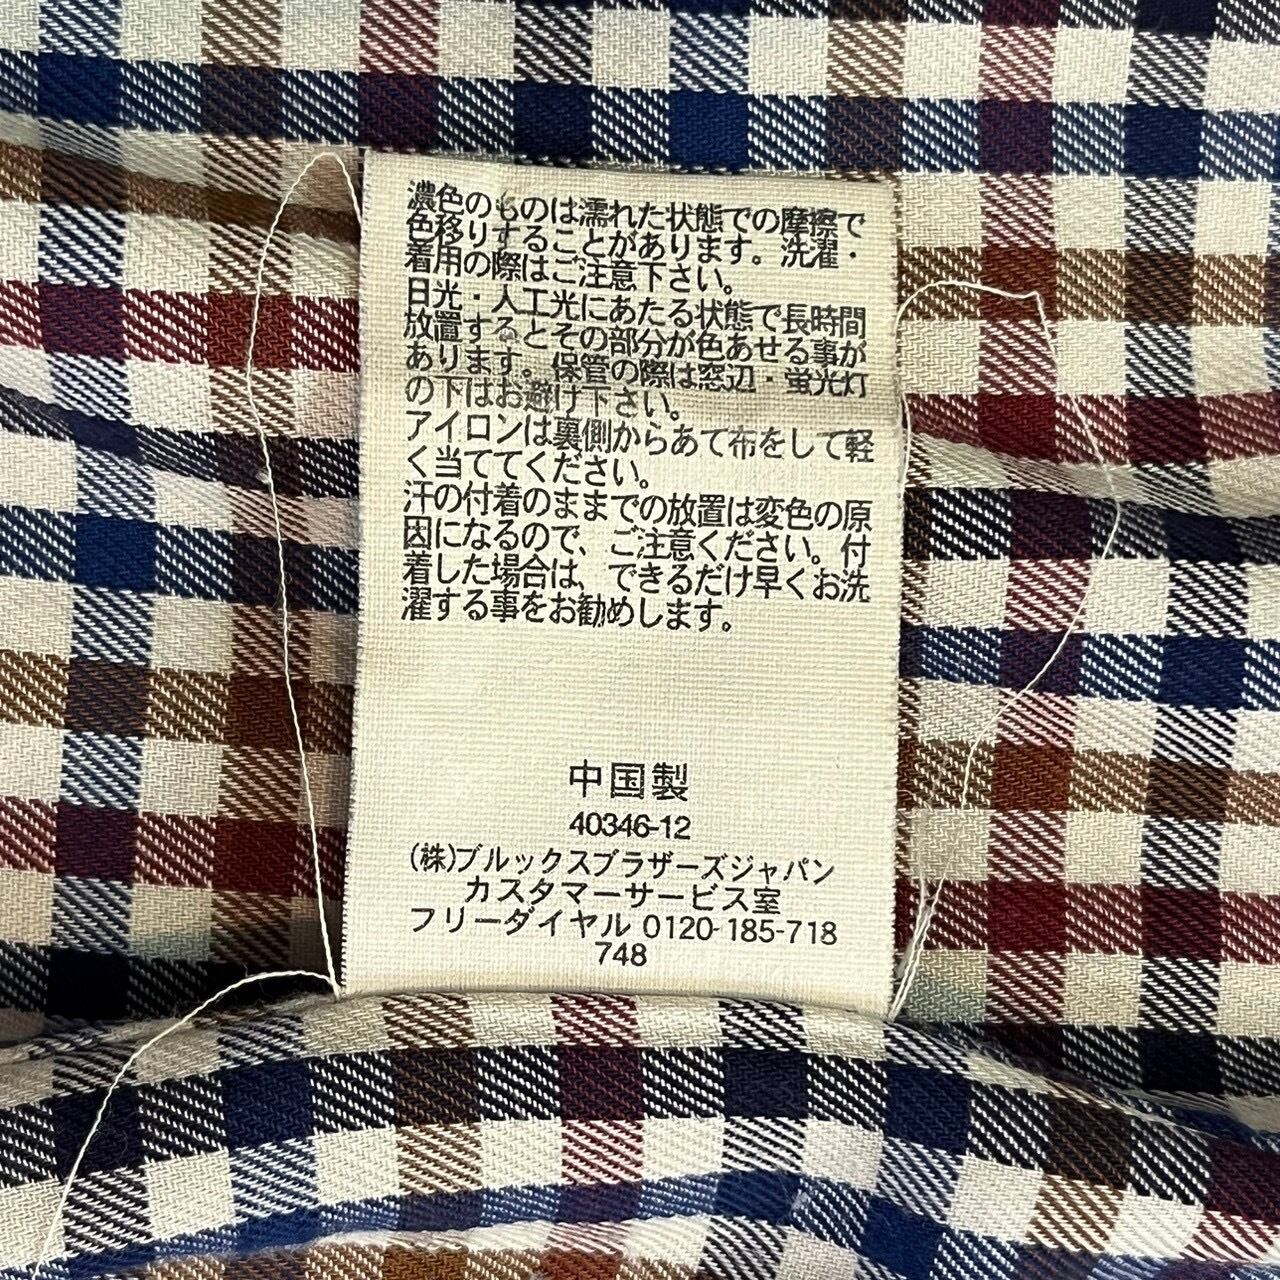 濃色のものは濡れた状態での摩擦で
色移りすることがあります。洗濯・
着用の際はご注意下さい。
日光・人工光にあたる状態で長時間
放置するとその部分が色あせる事が
あります。保管の際は窓辺・蛍光灯
の下はお避け下さい。
アイロンは裏側からあて布をして軽
く当ててください。
汗の付着のままでの放置は変色の原
因になるので、ご注意ください。付
着した場合は、できるだけ早くお洗
濯する事をお勧めします。
中国製
40346-12
(株)ブルックスブラザーズジャパン
カスタマーサービス室
フリーダイヤル 0120-185-718
748